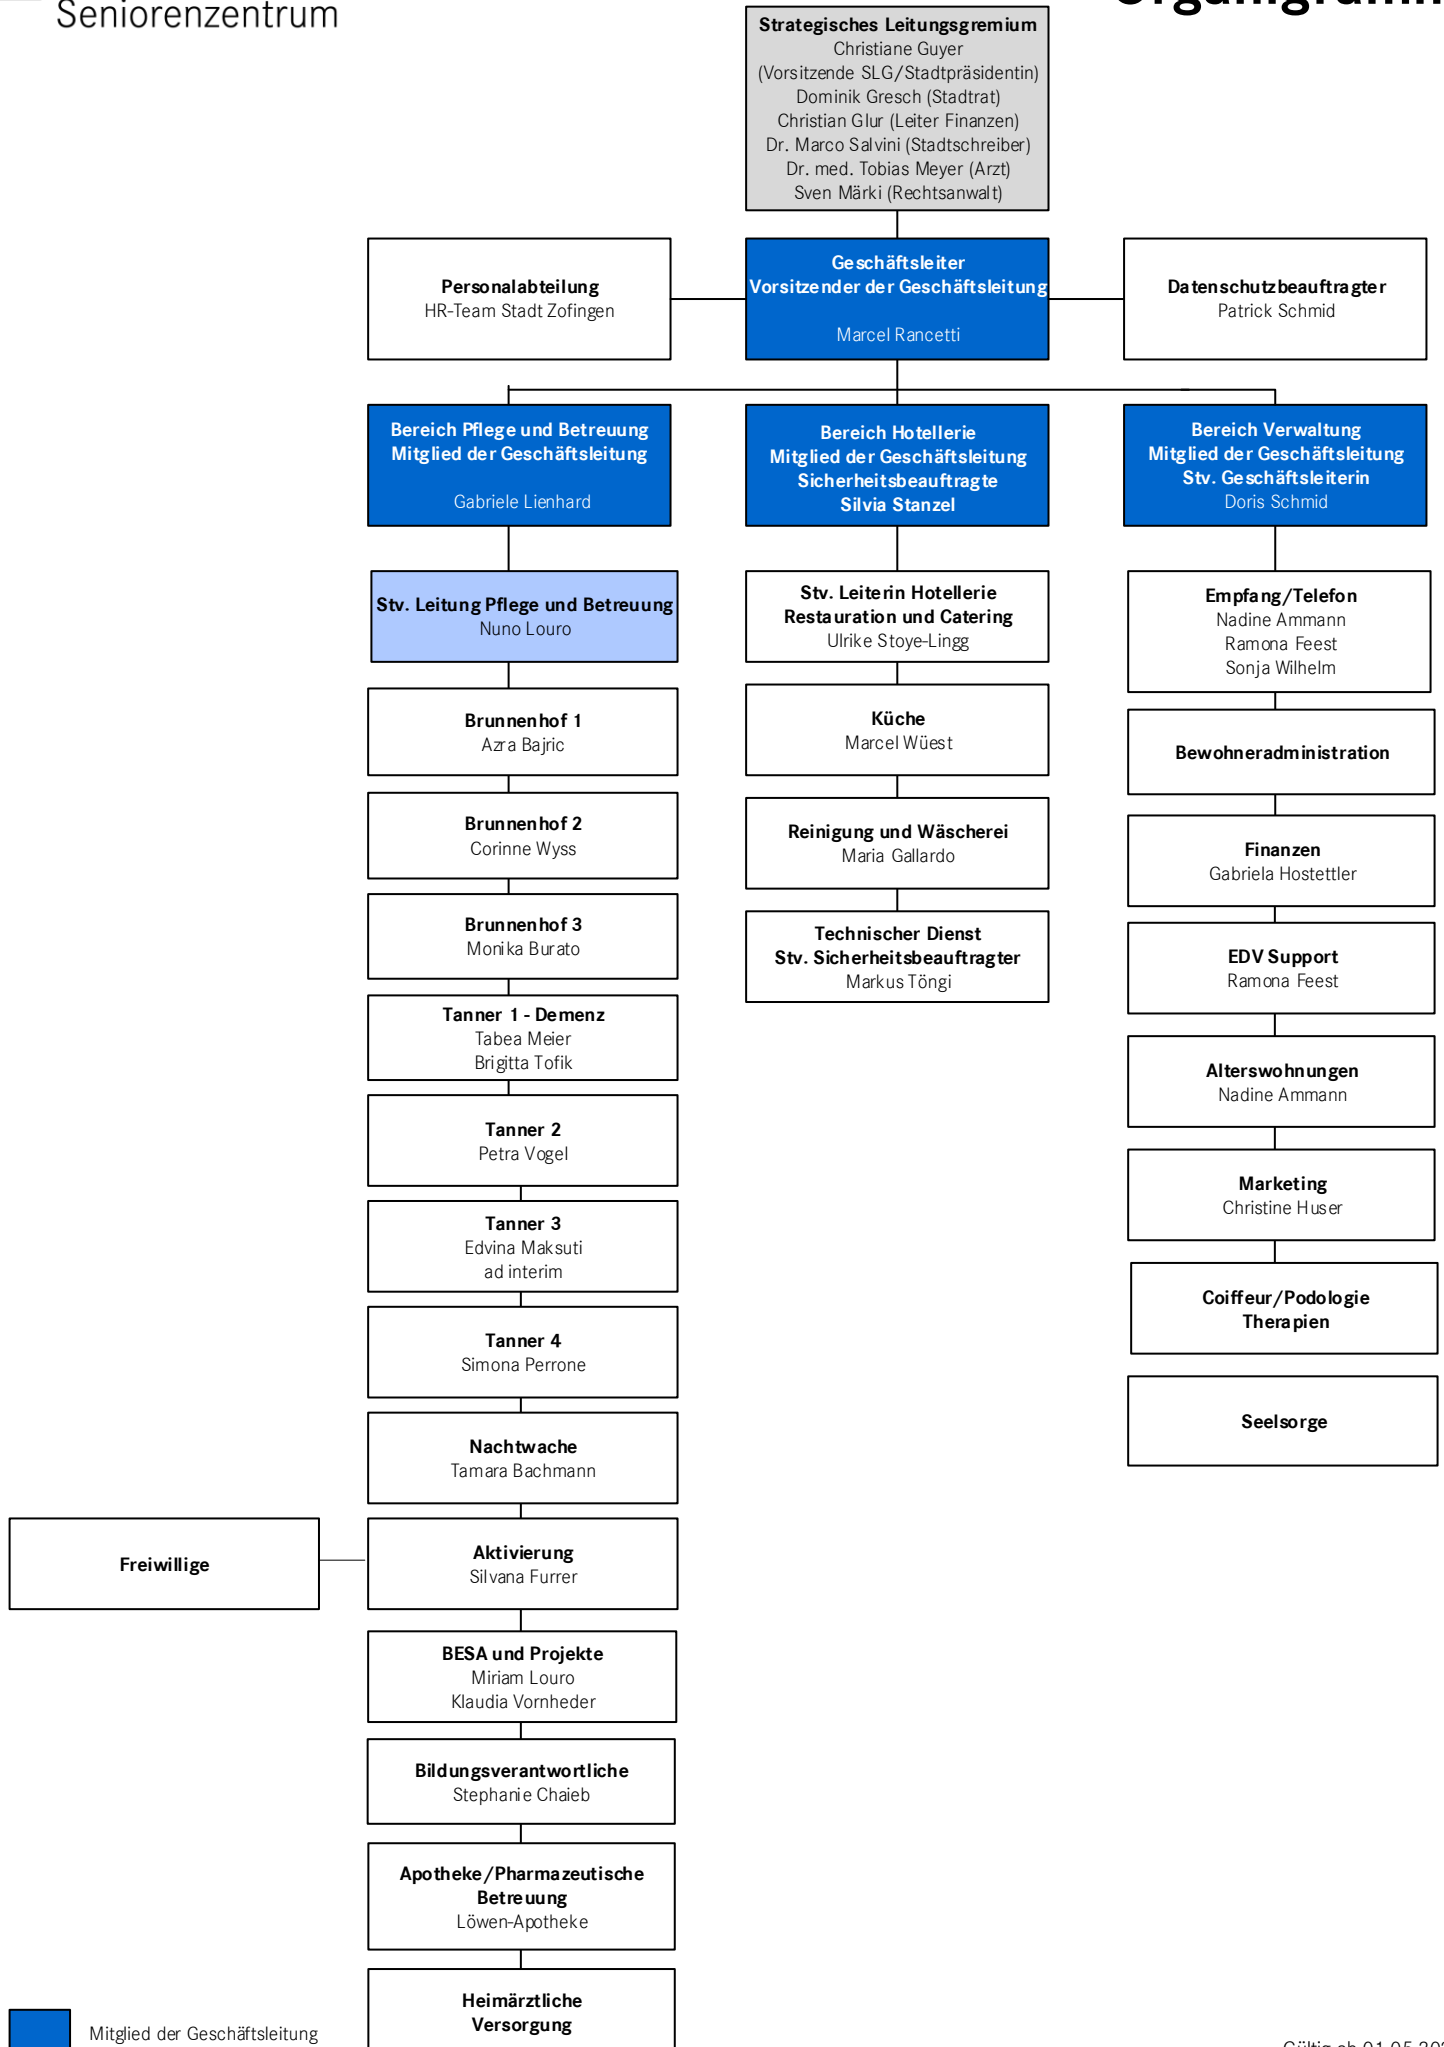 Seniorenzentrum
Strategisches Leitungsgremium
Christiane Guyer
(Vorsitzende SLG/Stadtpräsidentin)
Dominik Gresch (Stadtrat)
Christian Glur (Leiter Finanzen)
Dr. Marco Salvini (Stadtschreiber)
Dr. med. Tobias Meyer (Arzt)
Sven Märki (Rechtsanwalt)
Personalabteilung
HR-Team Stadt Zofingen
Geschäftsleiter
Vorsitzender der Geschäftsleitung
Marcel Rancetti
Datenschutzbeauftragter
Patrick Schmid
Bereich Pflege und Betreuung
Mitglied der Geschäftsleitung
Gabriele Lienhard
Bereich Hotellerie
Mitglied der Geschäftsleitung
Sicherheitsbeauftragte
Silvia Stanzel
Bereich Verwaltung
Mitglied der Geschäftsleitung
Stv. Geschäftsleiterin
Doris Schmid
Stv. Leitung Pflege und Betreuung
Nuno Louro
Brunnenhof 1
Azra Bajric
Brunnenhof 2
Corinne Wyss
Brunnenhof 3
Monika Burato
Tanner 1 - Demenz
Tabea Meier
Brigitta Tofik
Tanner 2
Petra Vogel
Tanner 3
Edvina Maksuti
ad interim
Tanner 4
Simona Perrone
Nachtwache
Tamara Bachmann
Freiwillige
Aktivierung
Silvana Furrer
BESA und Projekte
Miriam Louro
Klaudia Vornheder
Bildungsverantwortliche
Stephanie Chaieb
Apotheke/Pharmazeutische
Betreuung
Löwen-Apotheke
Heimärztliche
Versorgung
Stv. Leiterin Hotellerie
Restauration und Catering
Ulrike Stoye-Lingg
Küche
Marcel Wüest
Reinigung und Wäscherei
Maria Gallardo
Technischer Dienst
Stv. Sicherheitsbeauftragter
Markus Töngi
Empfang/Telefon
Nadine Ammann
Ramona Feest
Sonja Wilhelm
Bewohneradministration
Finanzen
Gabriela Hostettler
EDV Support
Ramona Feest
Alterswohnungen
Nadine Ammann
Marketing
Christine Huser
Coiffeur/Podologie
Therapien
Seelsorge
Mitglied der Geschäftsleitung